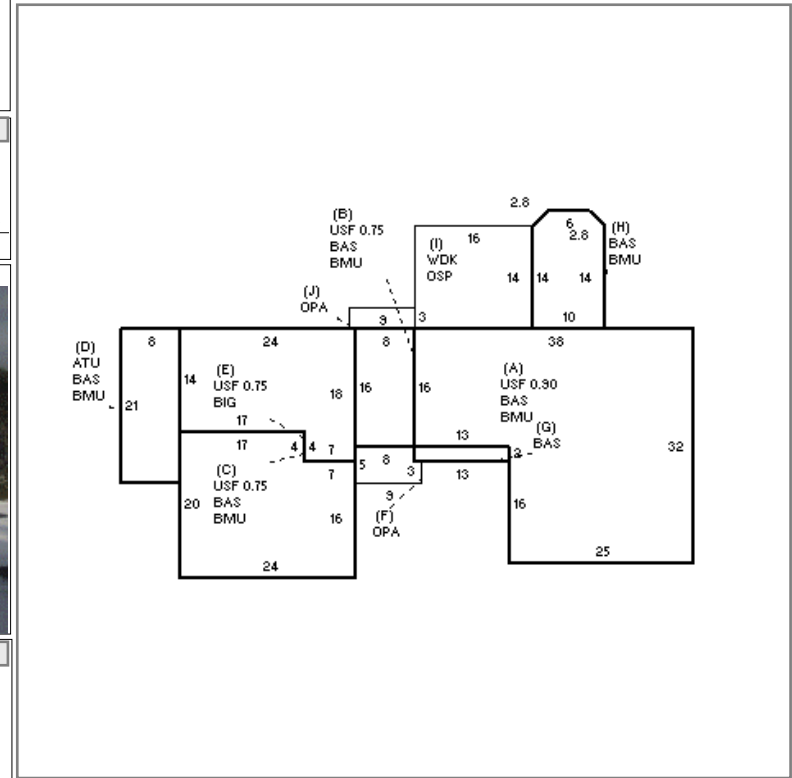 2.8
(B)
USF 0.75
BAS
BMU
6
2.8
(H)
BAS
BMU
16
(I)
WDK
OSP
14
14
14
(J)
OPA
9
3
10
8
24
8
38
(D)
ATU
BAS
BMU
21
14
(E)
USF 0.75
BIG
18
16
16
(A)
USF 0.90
BAS
BMU
(G)
BAS
17
13
32
17
4
4
7
2
(C)
USF 0.75
BAS
BMU
7
5
8
3
13
20
16
9
(F)
OPA
16
24
25